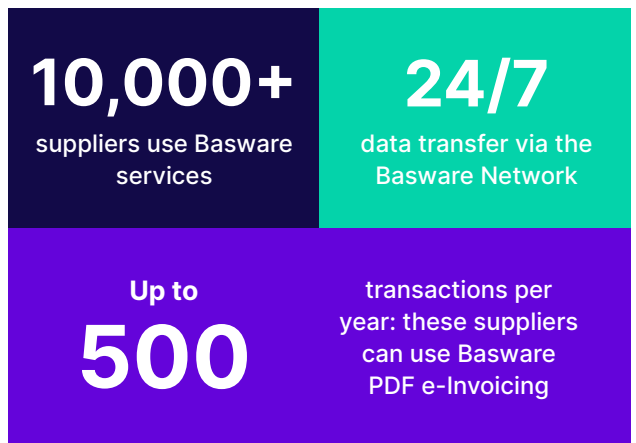 10,000+
suppliers use Basware
services
24/7
data transfer via the
Basware Network
Up to
500
transactions per
year: these suppliers
can use Basware
PDF e-Invoicing